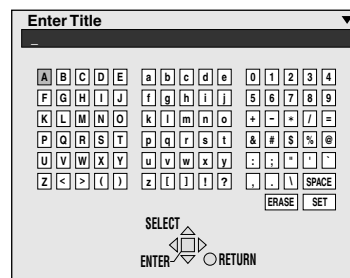 Enter Title
_
A B C D E a b c d e 0 1 2 3 4
F G H I J f g h i j 5 6 7 8 9
K L M N O k l m n o + - * / =
P Q R S T p q r s t & # $ % @
U V W X Y u v w x y : ; " ' `
Z < > ( ) z [ ] ! ? , . \ SPACE
ERASE SET
SELECT
ENTER RETURN